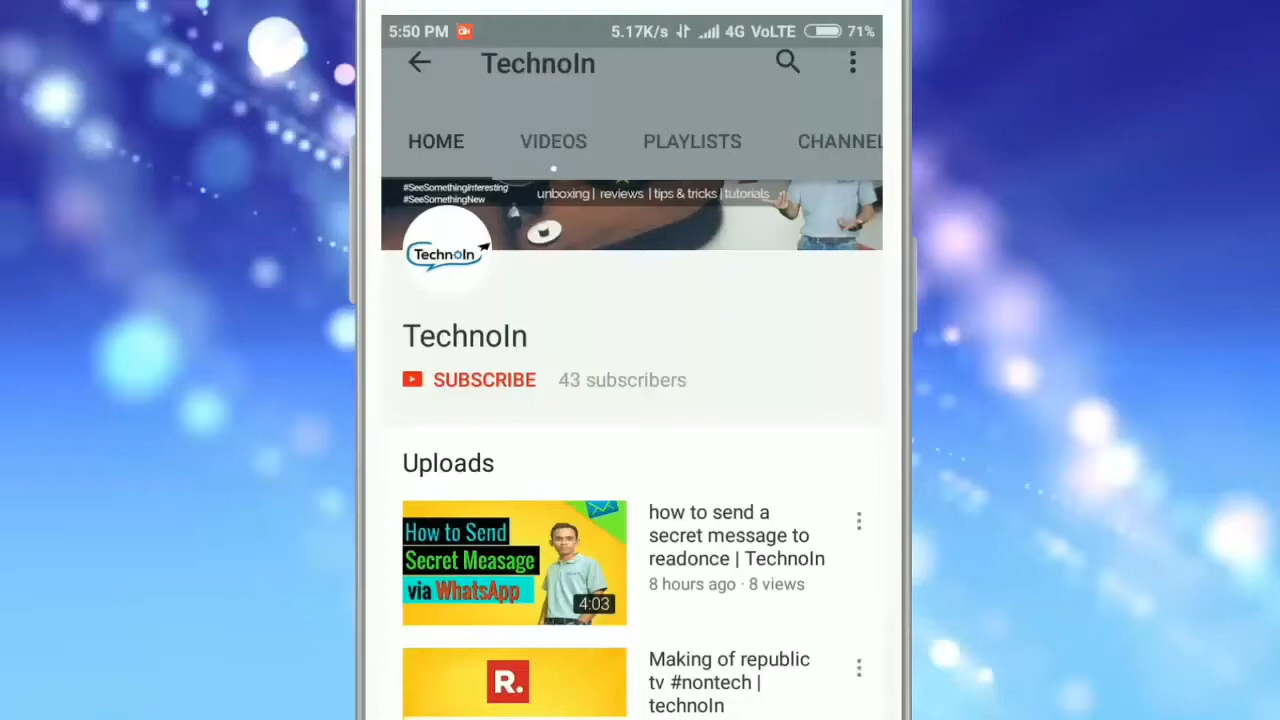 5:50 PM 5.17K/s 4G VoLTE 71%
TechnoIn
HOME VIDEOS PLAYLISTS CHANNEL
#SeeSomethingInteresting
#SeeSomethingNew
unboxing | reviews | tips & tricks | tutorials
TechnoIn
TechnoIn
SUBSCRIBE 43 subscribers
Uploads
How to Send
Secret Measage
via WhatsApp
4:03
how to send a
secret message to
readonce | TechnoIn
8 hours ago · 8 views
R.
Making of republic
tv #nontech |
technoIn